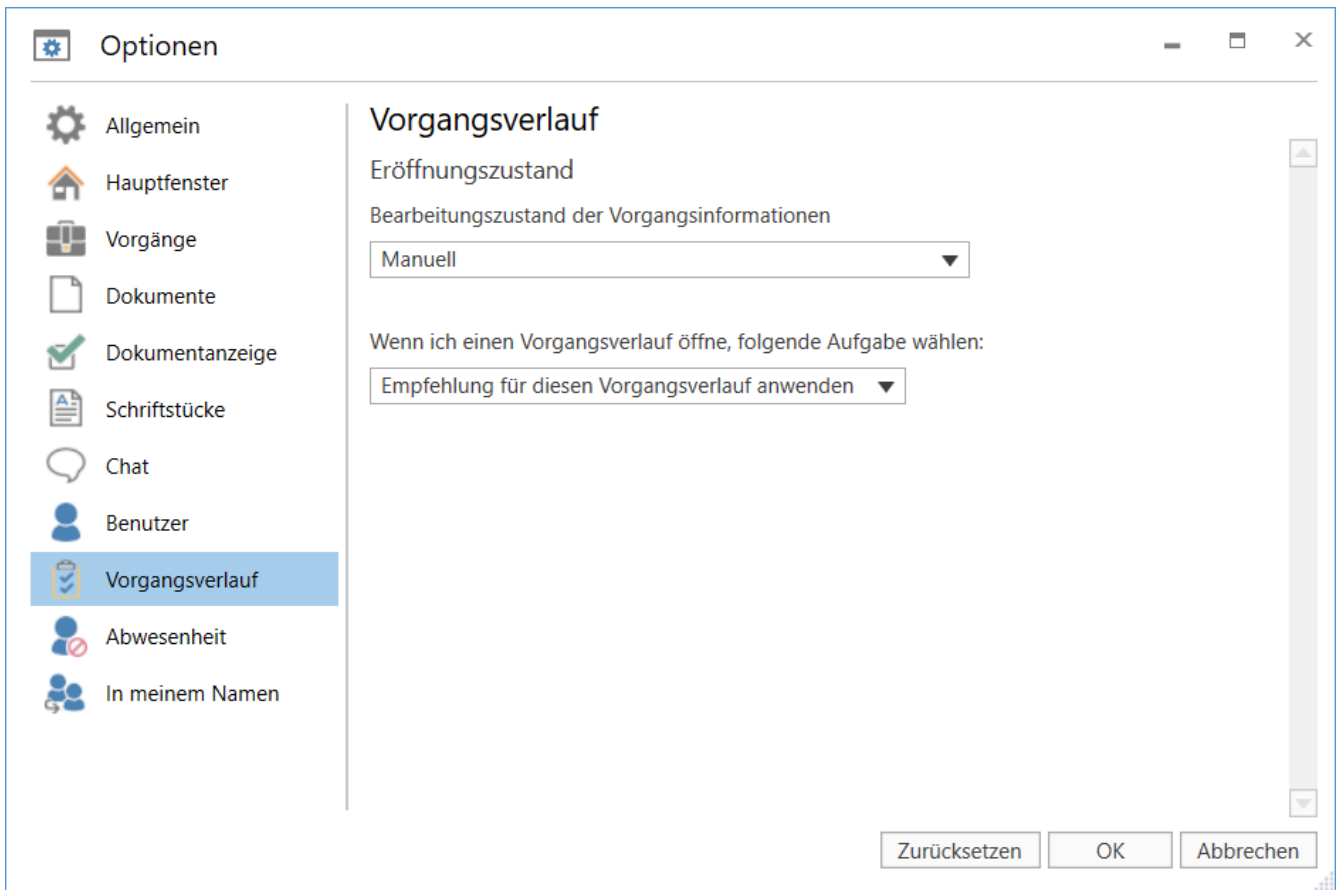 Optionen
Allgemein
Hauptfenster
Vorgänge
Dokumente
Dokumentanzeige
Schriftstücke
Chat
Benutzer
Vorgangsverlauf
Abwesenheit
In meinem Namen
Vorgangsverlauf
Eröffnungszustand
Bearbeitungszustand der Vorgangsinformationen
Manuell
Wenn ich einen Vorgangsverlauf öffne, folgende Aufgabe wählen:
Empfehlung für diesen Vorgangsverlauf anwenden
Zurücksetzen OK Abbrechen